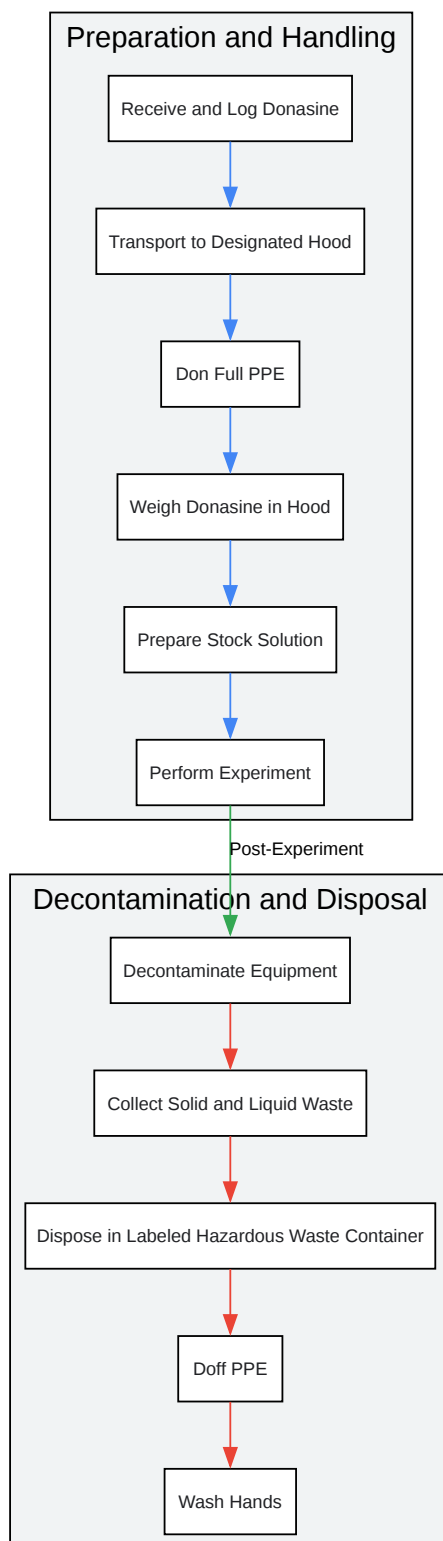 Preparation and Handling
Receive and Log Donasine
Transport to Designated Hood
Don Full PPE
Weigh Donasine in Hood
Prepare Stock Solution
Perform Experiment
Post-Experiment
Decontamination and Disposal
Decontaminate Equipment
Collect Solid and Liquid Waste
Dispose in Labeled Hazardous Waste Container
Doff PPE
Wash Hands